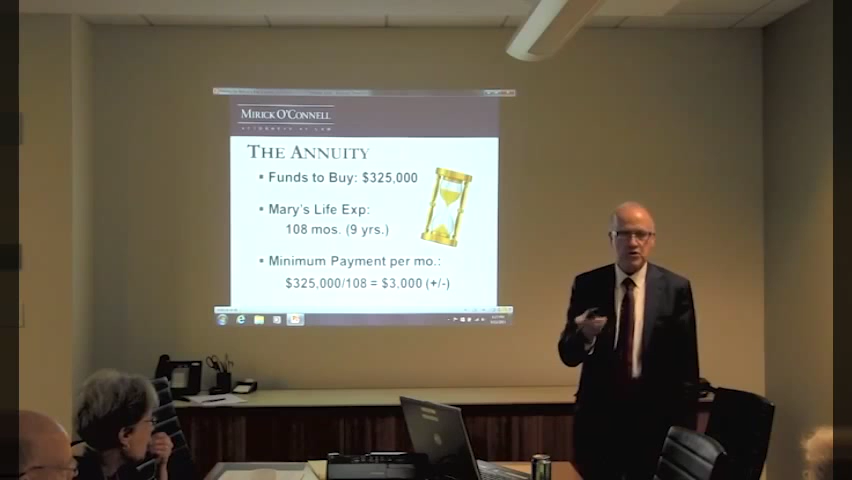 MIRICK O'CONNELL
ATTORNEYS AT LAW
THE ANNUITY
▪ Funds to Buy: $325,000
▪ Mary's Life Exp:
108 mos. (9 yrs.)
▪ Minimum Payment per mo.:
$325,000/108 = $3,000 (+/-)